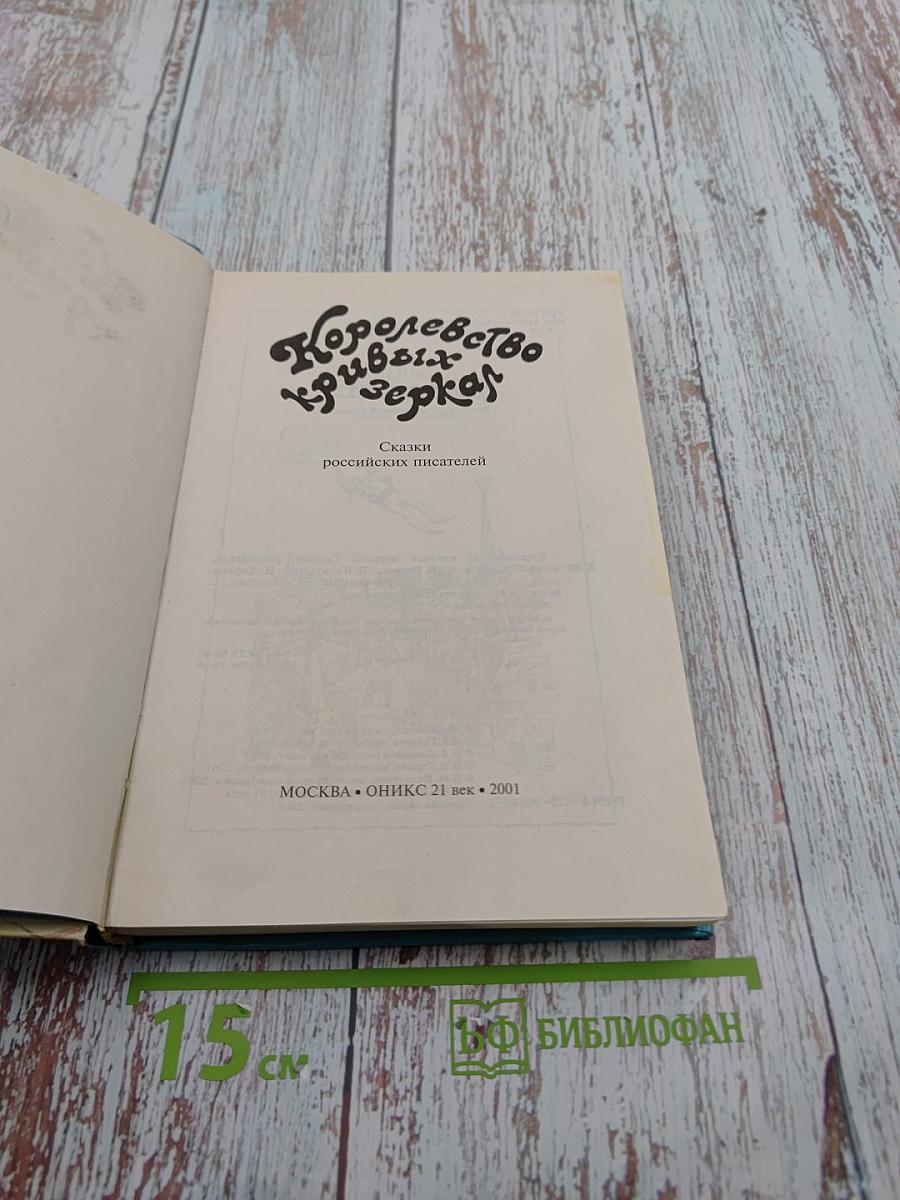 Королевство
кривых
зеркал
Сказки
российских писателей
МОСКВА • ОНИКС 21 век • 2001
15 см
БФ БИБЛИОФАН